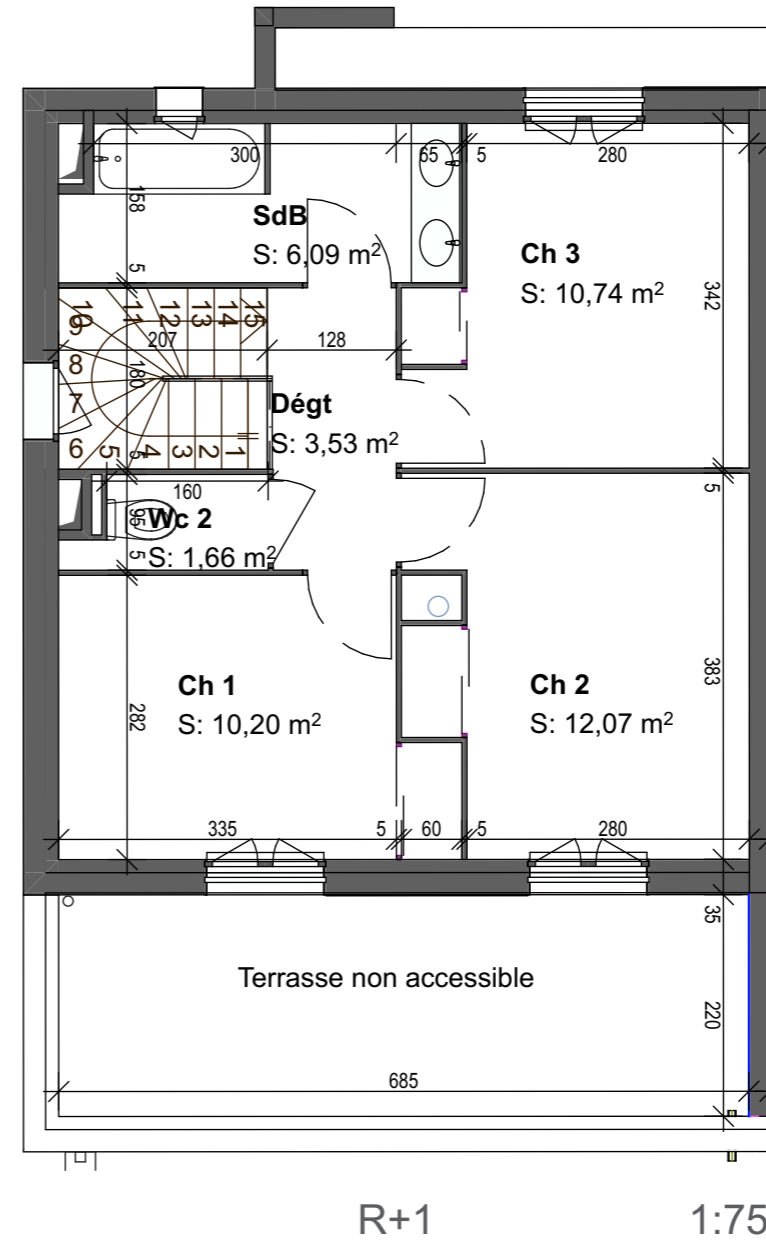 300
65
5
280
158
SdB
S: 6,09 m²
5
Ch 3
S: 10,74 m²
342
10
11
12
13
14
15
9
8
7
6
5
4
3
2
1
207
128
180
Dégt
S: 3,53 m²
5
160
5
95
Wc 2
S: 1,66 m²
5
Ch 1
S: 10,20 m²
282
Ch 2
S: 12,07 m²
383
335
5
60
5
280
35
Terrasse non accessible
220
685
R+1
1:75